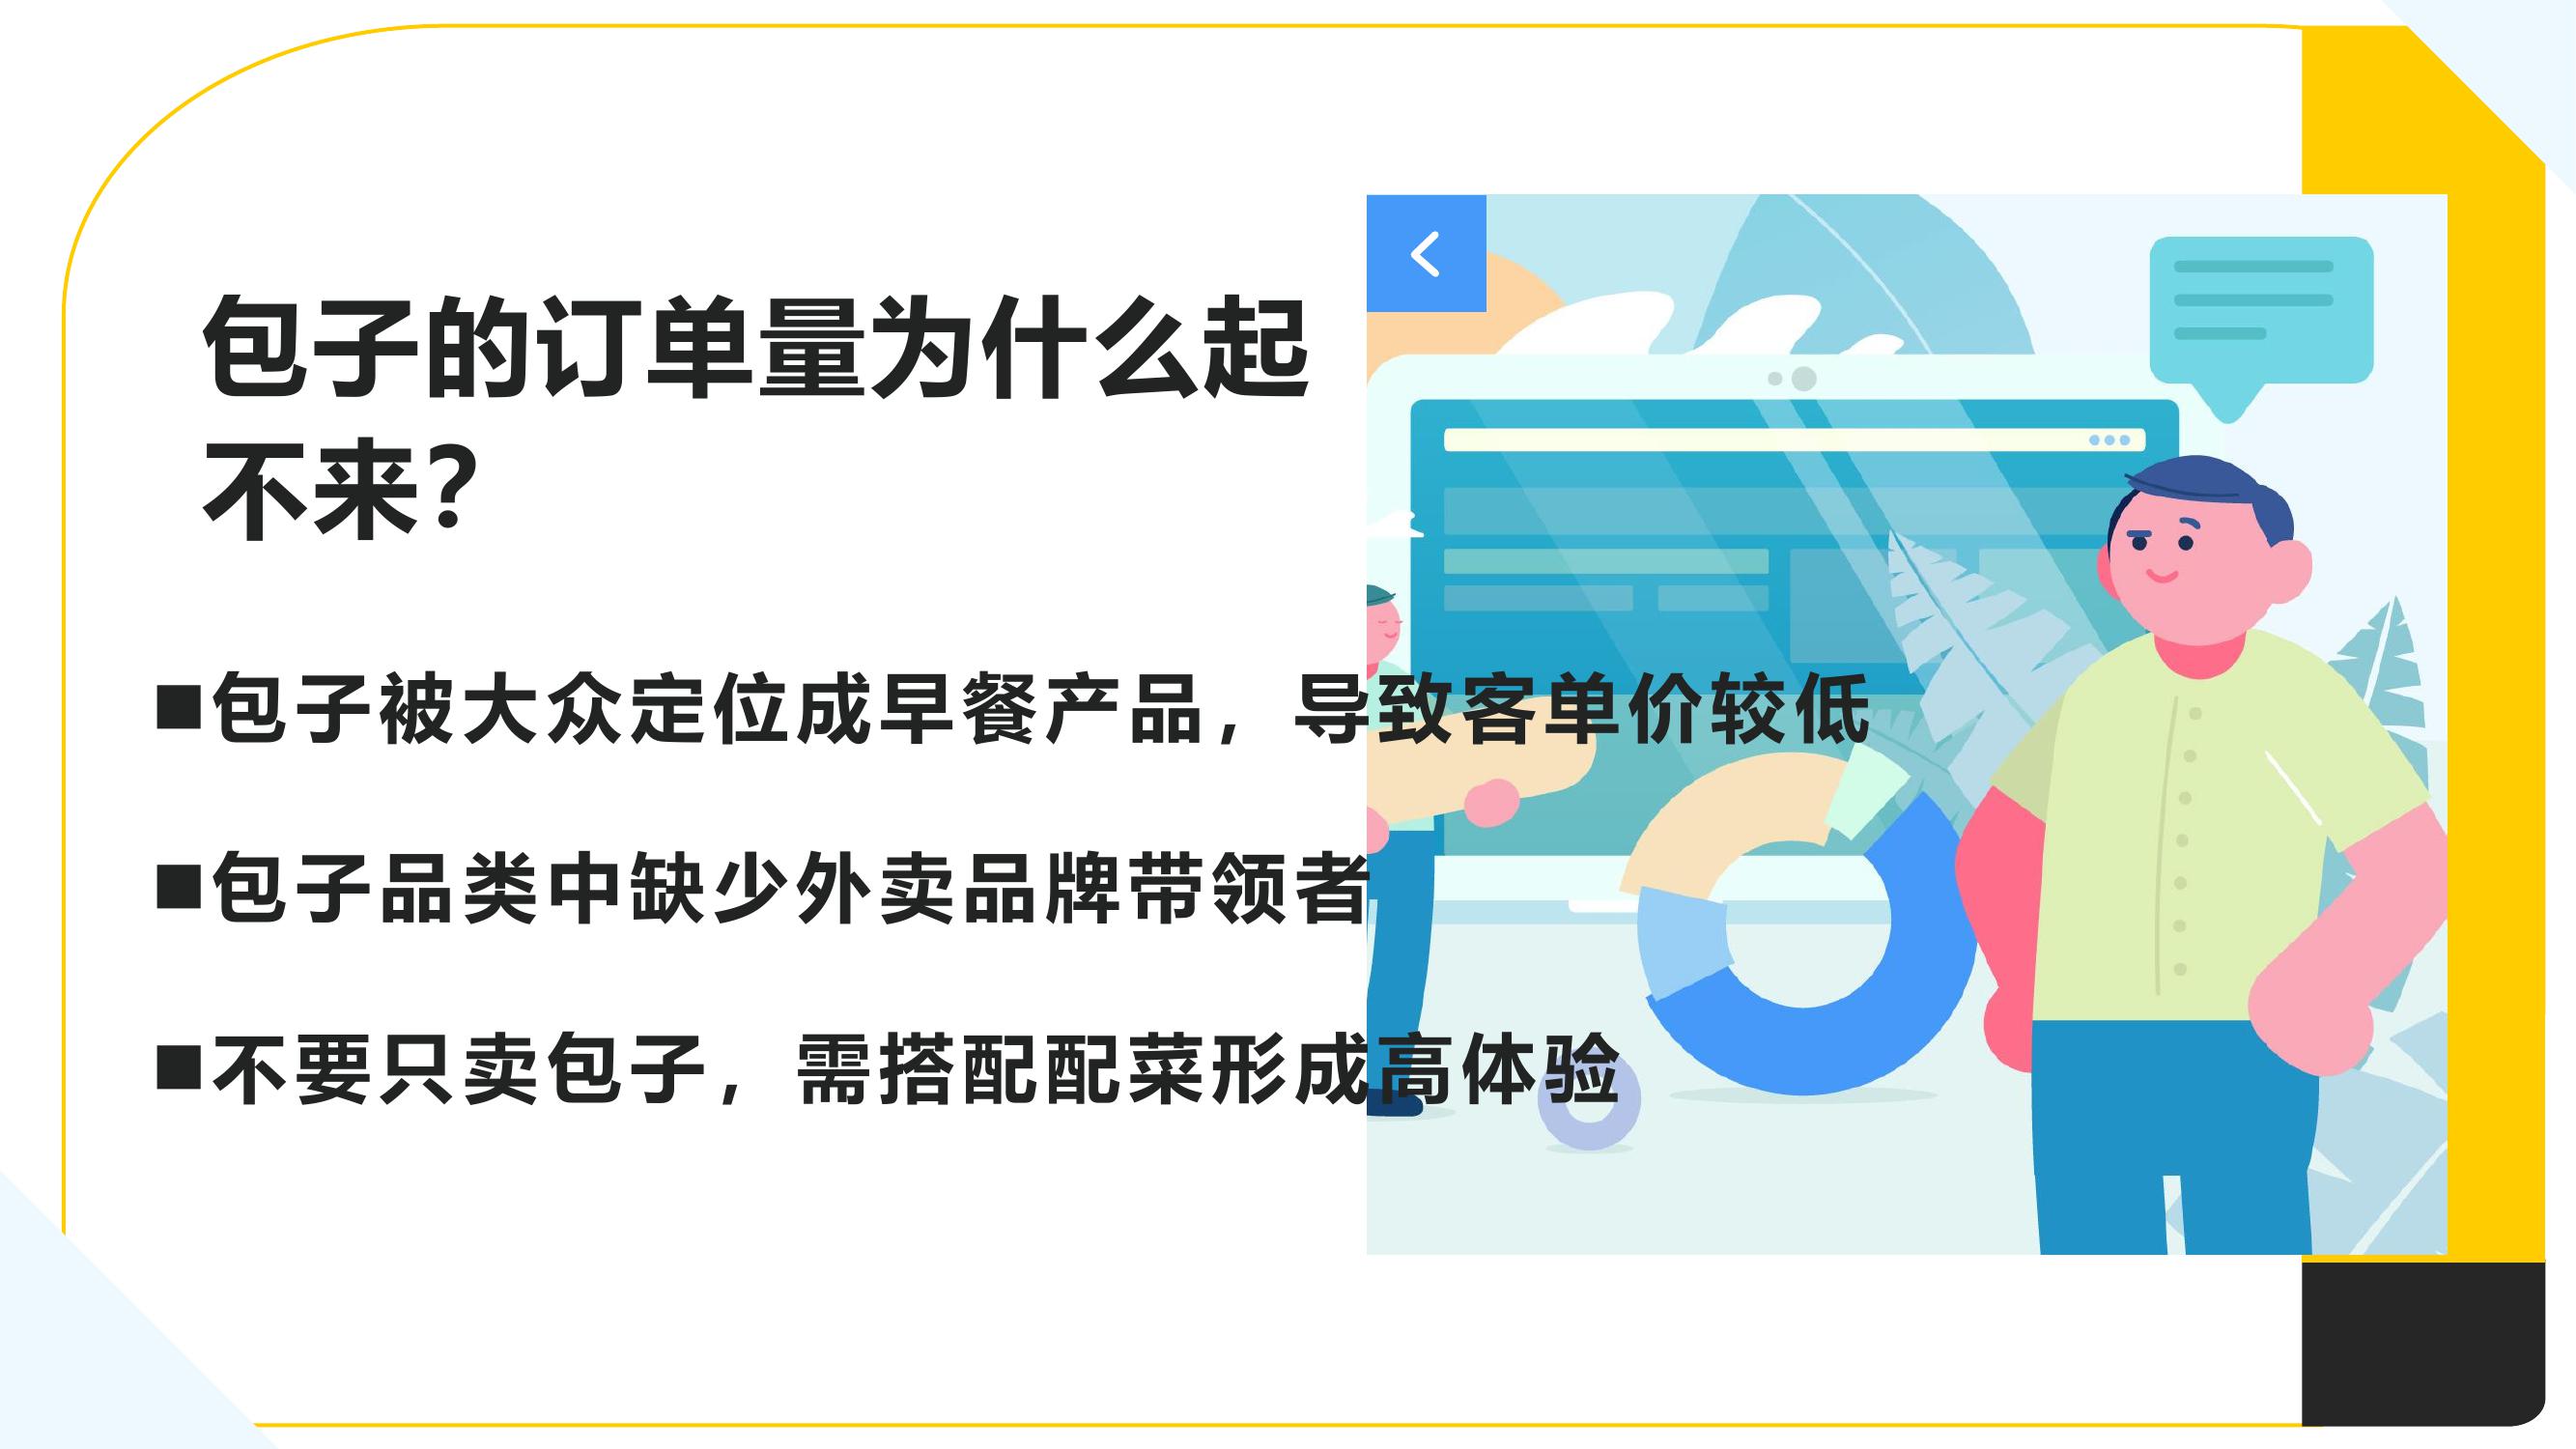 包子的订单量为什么起
不来？
■包子被大众定位成早餐产品，导致客单价较低
■包子品类中缺少外卖品牌带领者
■不要只卖包子，需搭配配菜形成高体验